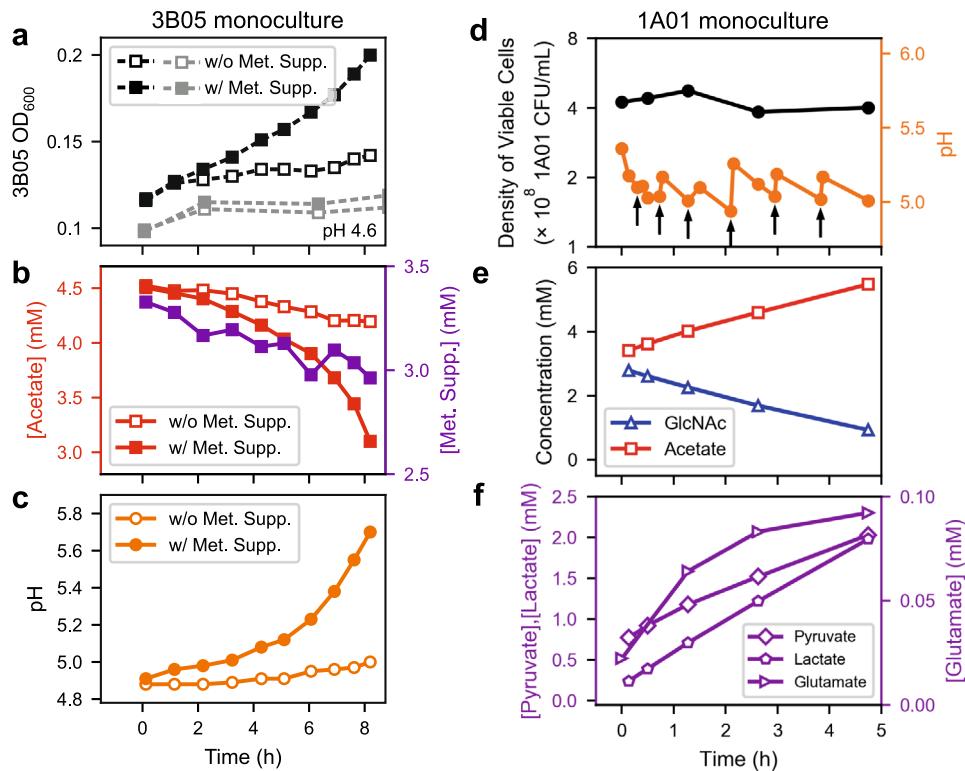 3B05 monoculture
a
0.2
0.15
0.1
3B05 OD600
w/o Met. Supp.
w/ Met. Supp.
pH 4.6
b
4.5
4.0
3.5
3.0
[Acetate] (mM)
3.5
3.0
2.5
[Met. Supp.] (mM)
w/o Met. Supp.
w/ Met. Supp.
c
5.8
5.6
5.4
5.2
5.0
4.8
pH
w/o Met. Supp.
w/ Met. Supp.
0 2 4 6 8
Time (h)
1A01 monoculture
d
8
4
2
1
Density of Viable Cells
(× 10^8 1A01 CFU/mL)
6.0
5.5
5.0
pH
e
6
4
2
0
Concentration (mM)
GlcNAc
Acetate
f
2.5
2.0
1.5
1.0
0.5
0.0
[Pyruvate],[Lactate] (mM)
0.10
0.05
0.00
[Glutamate] (mM)
Pyruvate
Lactate
Glutamate
0 1 2 3 4 5
Time (h)